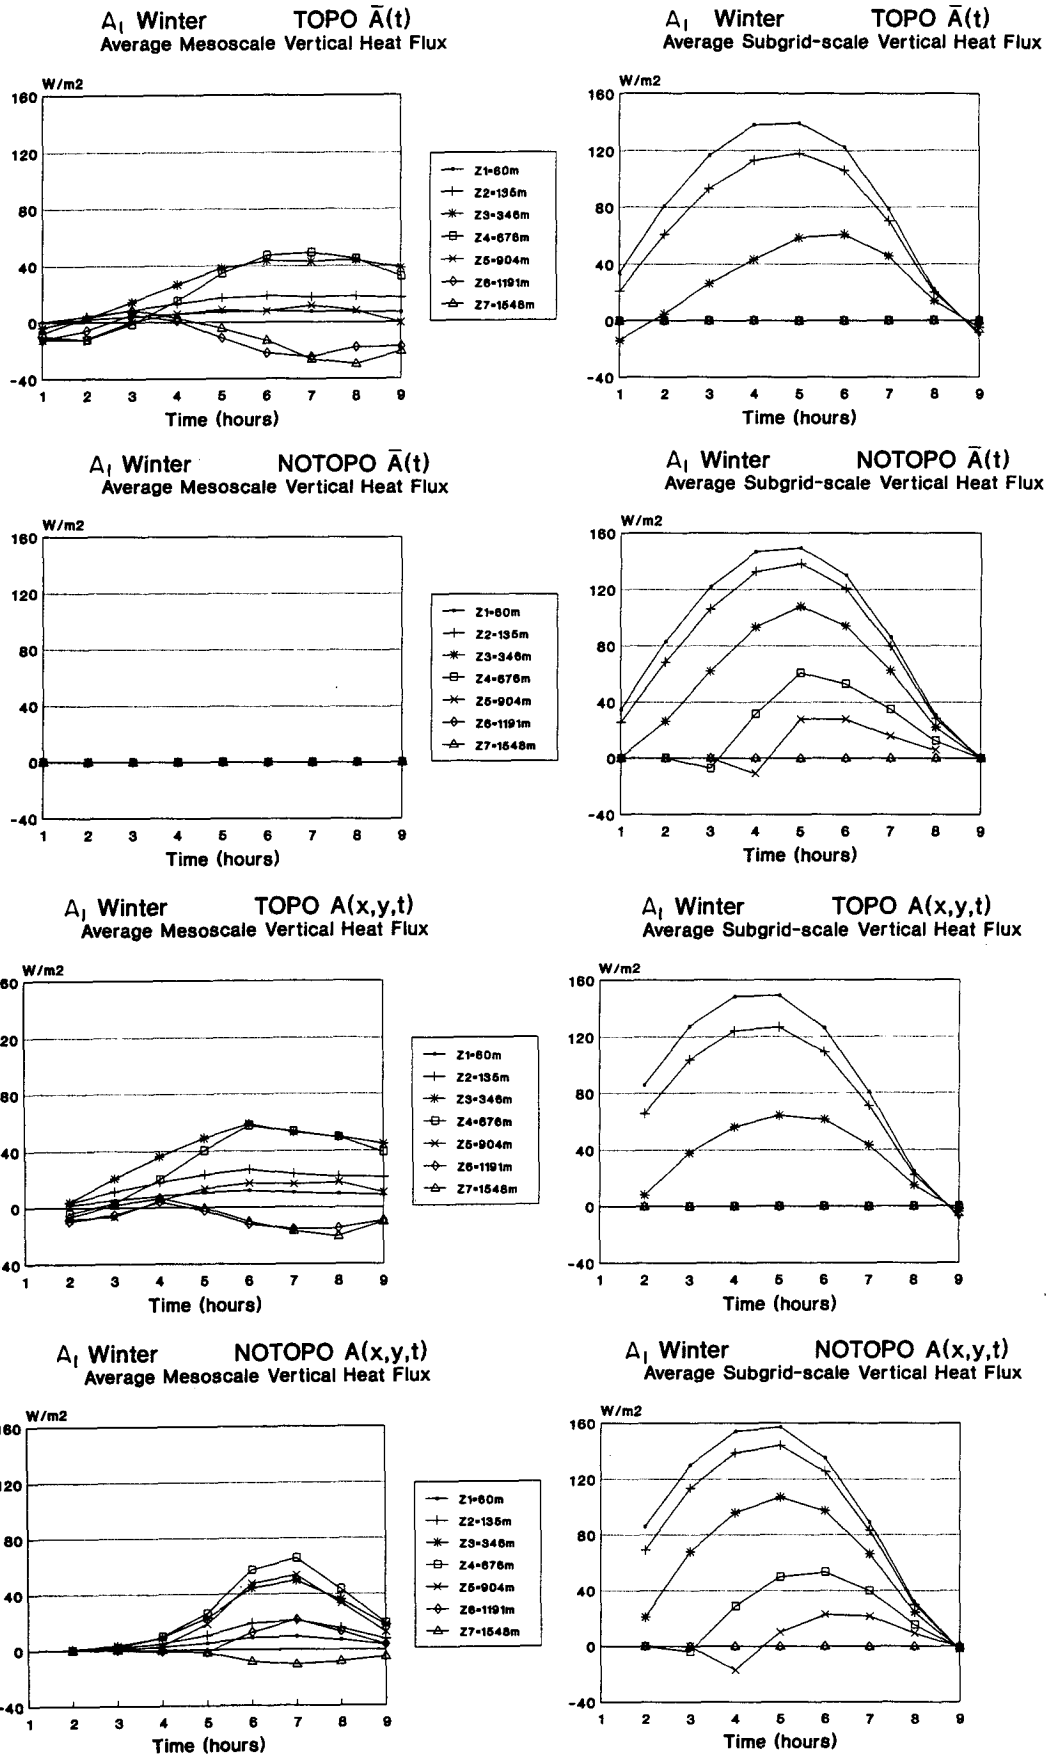 A₁ Winter TOPO Ā(t)
Average Mesoscale Vertical Heat Flux
W/m2
160
120
80
40
0
-40
1 2 3 4 5 6 7 8 9
Time (hours)
Z1=60m
Z2=135m
Z3=346m
Z4=676m
Z5=904m
Z6=1191m
Z7=1548m
A₁ Winter TOPO Ā(t)
Average Subgrid-scale Vertical Heat Flux
W/m2
160
120
80
40
0
-40
1 2 3 4 5 6 7 8 9
Time (hours)
A₁ Winter NOTOPO Ā(t)
Average Mesoscale Vertical Heat Flux
W/m2
160
120
80
40
0
-40
1 2 3 4 5 6 7 8 9
Time (hours)
Z1=60m
Z2=135m
Z3=346m
Z4=676m
Z5=904m
Z6=1191m
Z7=1548m
A₁ Winter NOTOPO Ā(t)
Average Subgrid-scale Vertical Heat Flux
W/m2
160
120
80
40
0
-40
1 2 3 4 5 6 7 8 9
Time (hours)
A₁ Winter TOPO A(x,y,t)
Average Mesoscale Vertical Heat Flux
W/m2
60
20
80
40
0
40
1 2 3 4 5 6 7 8 9
Time (hours)
Z1=60m
Z2=135m
Z3=346m
Z4=676m
Z5=904m
Z6=1191m
Z7=1548m
A₁ Winter TOPO A(x,y,t)
Average Subgrid-scale Vertical Heat Flux
W/m2
160
120
80
40
0
-40
1 2 3 4 5 6 7 8 9
Time (hours)
A₁ Winter NOTOPO A(x,y,t)
Average Mesoscale Vertical Heat Flux
W/m2
160
120
80
40
0
-40
1 2 3 4 5 6 7 8 9
Time (hours)
Z1=60m
Z2=135m
Z3=346m
Z4=676m
Z5=904m
Z6=1191m
Z7=1548m
A₁ Winter NOTOPO A(x,y,t)
Average Subgrid-scale Vertical Heat Flux
W/m2
160
120
80
40
0
-40
1 2 3 4 5 6 7 8 9
Time (hours)